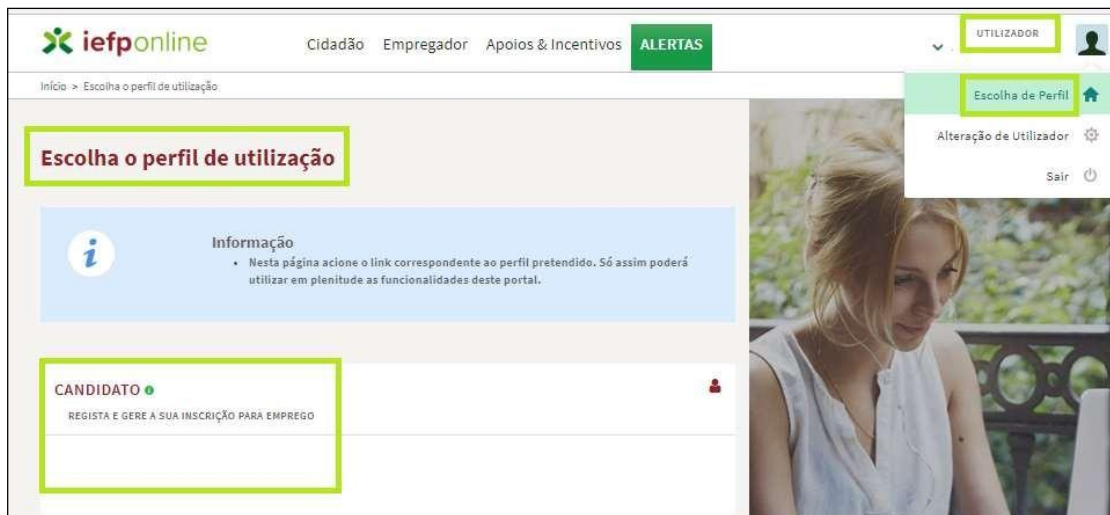 iefponline
Cidadão Empregador Apoios & Incentivos ALERTAS
UTILIZADOR
Início > Escolha o perfil de utilização
Escolha de Perfil
Alteração de Utilizador
Sair
Escolha o perfil de utilização
Informação
• Nesta página acione o link correspondente ao perfil pretendido. Só assim poderá
utilizar em plenitude as funcionalidades deste portal.
CANDIDATO
REGISTA E GERE A SUA INSCRIÇÃO PARA EMPREGO